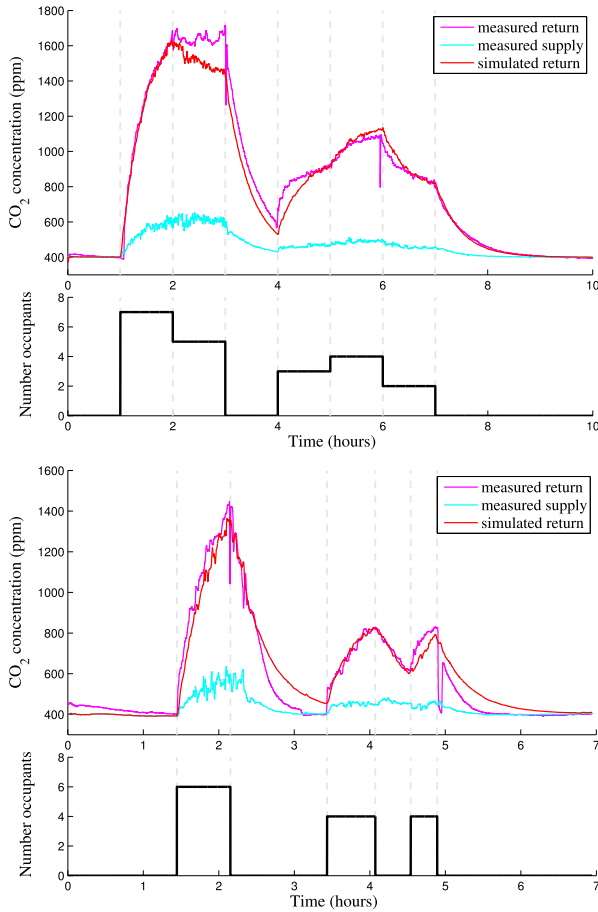 1800
1600
1400
1200
1000
800
600
400
CO2 concentration (ppm)
measured return
measured supply
simulated return
0 2 4 6 8 10
8
6
4
2
0
Number occupants
0 2 4 6 8 10
Time (hours)
1600
1400
1200
1000
800
600
400
CO2 concentration (ppm)
measured return
measured supply
simulated return
0 1 2 3 4 5 6 7
8
6
4
2
0
Number occupants
0 1 2 3 4 5 6 7
Time (hours)